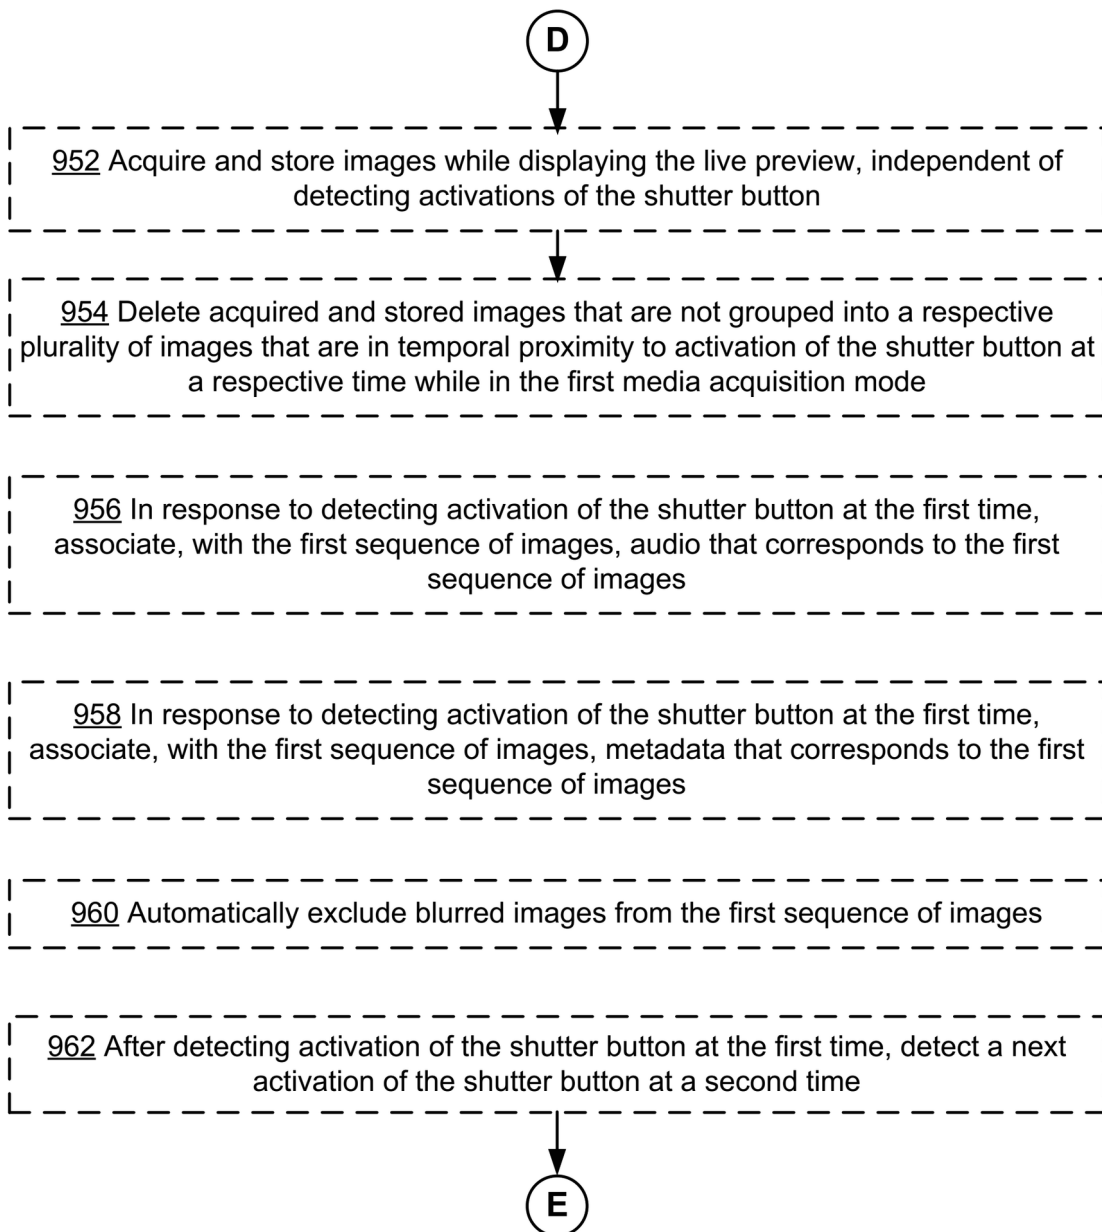 D
952 Acquire and store images while displaying the live preview, independent of
detecting activations of the shutter button
954 Delete acquired and stored images that are not grouped into a respective
plurality of images that are in temporal proximity to activation of the shutter button at
a respective time while in the first media acquisition mode
956 In response to detecting activation of the shutter button at the first time,
associate, with the first sequence of images, audio that corresponds to the first
sequence of images
958 In response to detecting activation of the shutter button at the first time,
associate, with the first sequence of images, metadata that corresponds to the first
sequence of images
960 Automatically exclude blurred images from the first sequence of images
962 After detecting activation of the shutter button at the first time, detect a next
activation of the shutter button at a second time
E